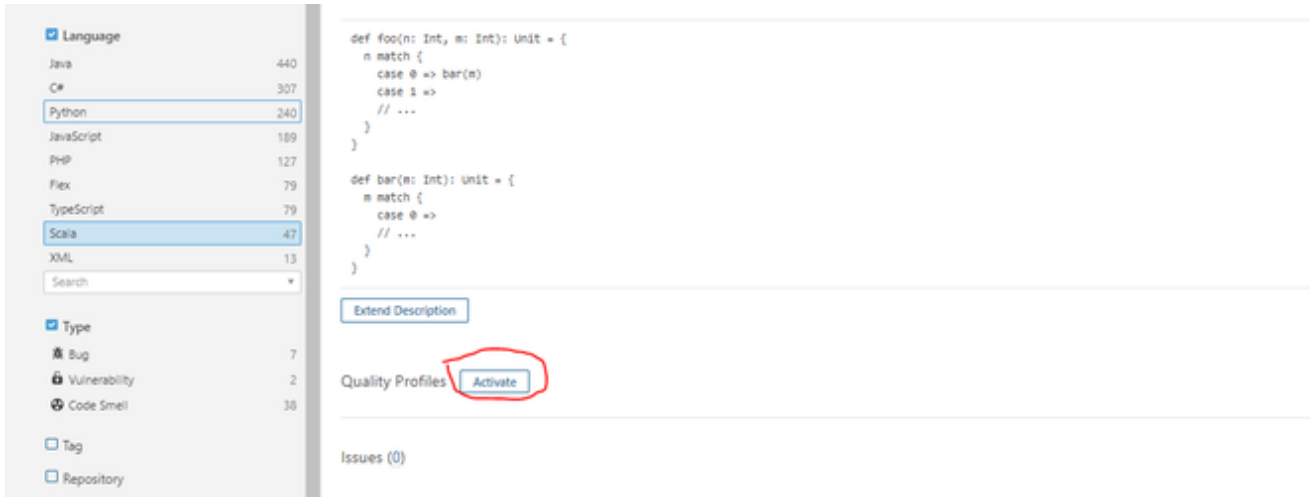 Language
Java 440
C# 307
Python 240
JavaScript 189
PHP 127
Flex 79
TypeScript 79
Scala 47
XML 13
Search
Type
Bug 7
Vulnerability 2
Code Smell 38
Tag
Repository
def foo(n: Int, m: Int): Unit = {
  n match {
    case 0 => bar(m)
    case 1 =>
    // ...
  }
}
def bar(m: Int): Unit = {
  m match {
    case 0 =>
    // ...
  }
}
Extend Description
Quality Profiles Activate
Issues (0)